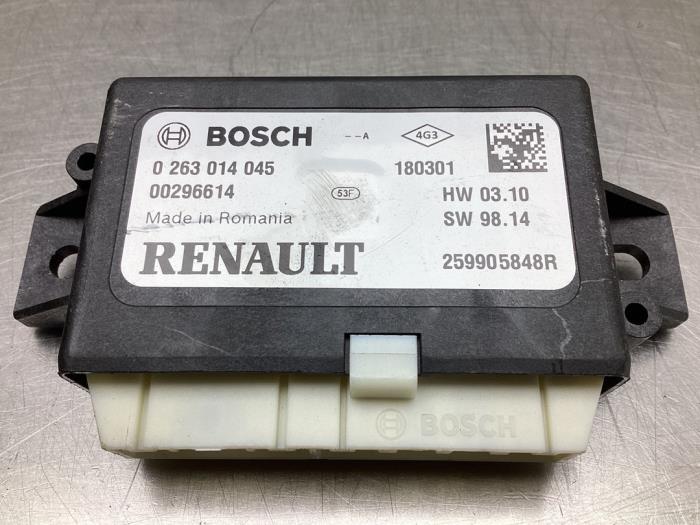 BOSCH --A 4G3
0 263 014 045 180301
00296614 53F HW 03.10
Made in Romania SW 98.14
RENAULT 259905848R
BOSCH